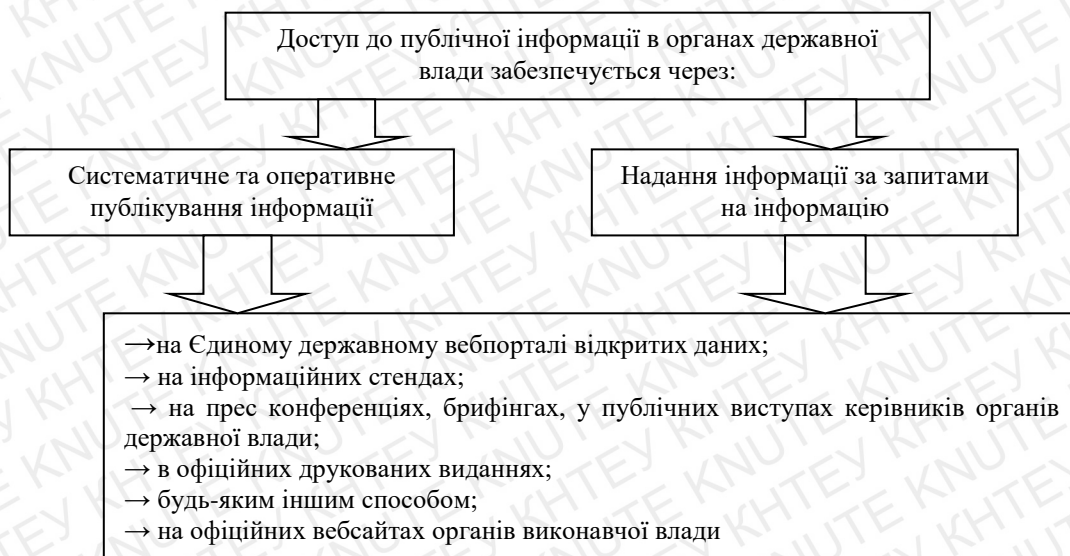 Доступ до публічної інформації в органах державної
влади забезпечується через:
Систематичне та оперативне
публікування інформації
Надання інформації за запитами
на інформацію
→на Єдиному державному вебпорталі відкритих даних;
→ на інформаційних стендах;
→ на прес конференціях, брифінгах, у публічних виступах керівників органів
державної влади;
→ в офіційних друкованих виданнях;
→ будь-яким іншим способом;
→ на офіційних вебсайтах органів виконавчої влади